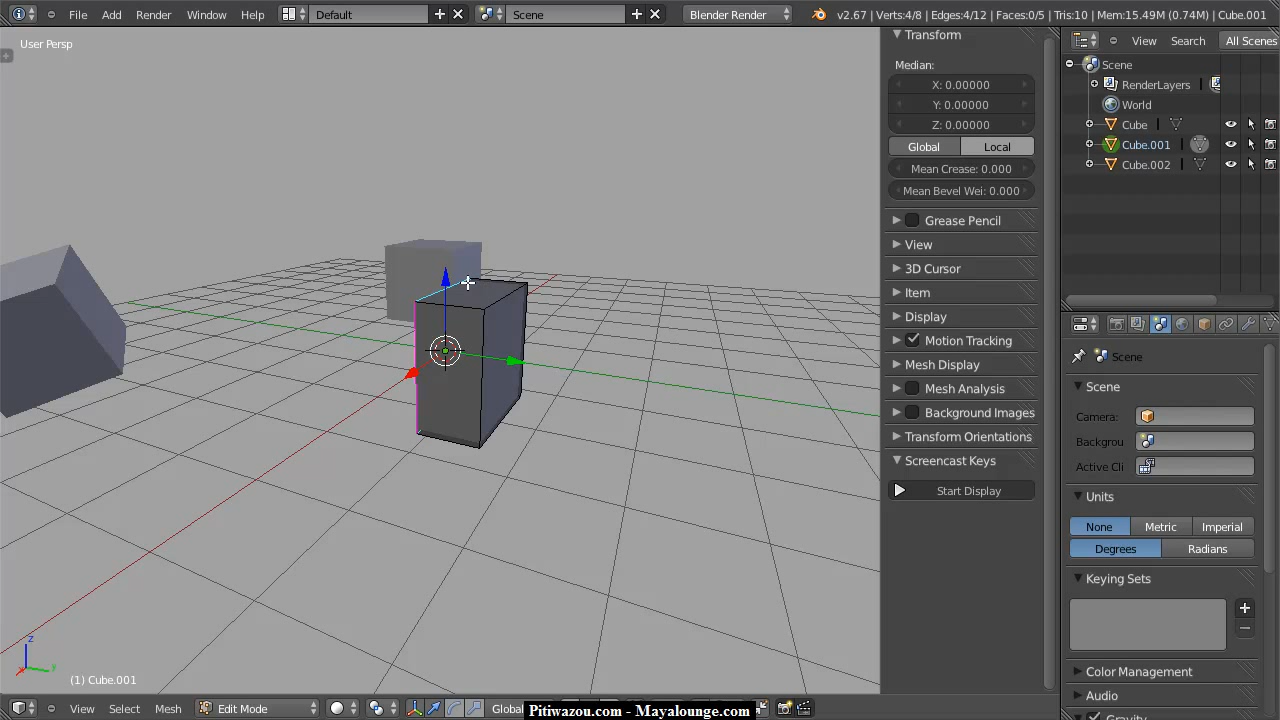 File Add Render Window Help Default Scene Blender Render v2.67 | Verts:4/8 | Edges:4/12 | Faces:0/5 | Tris:10 | Mem:15.49M (0.74M) | Cube.001
User Persp
Transform
Median:
X: 0.00000
Y: 0.00000
Z: 0.00000
Global Local
Mean Crease: 0.000
Mean Bevel Wei: 0.000
Grease Pencil
View
3D Cursor
Item
Display
Motion Tracking
Mesh Display
Mesh Analysis
Background Images
Transform Orientations
Screencast Keys
Start Display
View Search All Scenes
Scene
RenderLayers
World
Cube
Cube.001
Cube.002
Scene
Scene
Camera:
Backgrou
Active Cli
Units
None Metric Imperial
Degrees Radians
Keying Sets
Color Management
Audio
Gravity
z
y
x
(1) Cube.001
View Select Mesh Edit Mode Global
Pitiwazou.com - Mayalounge.com